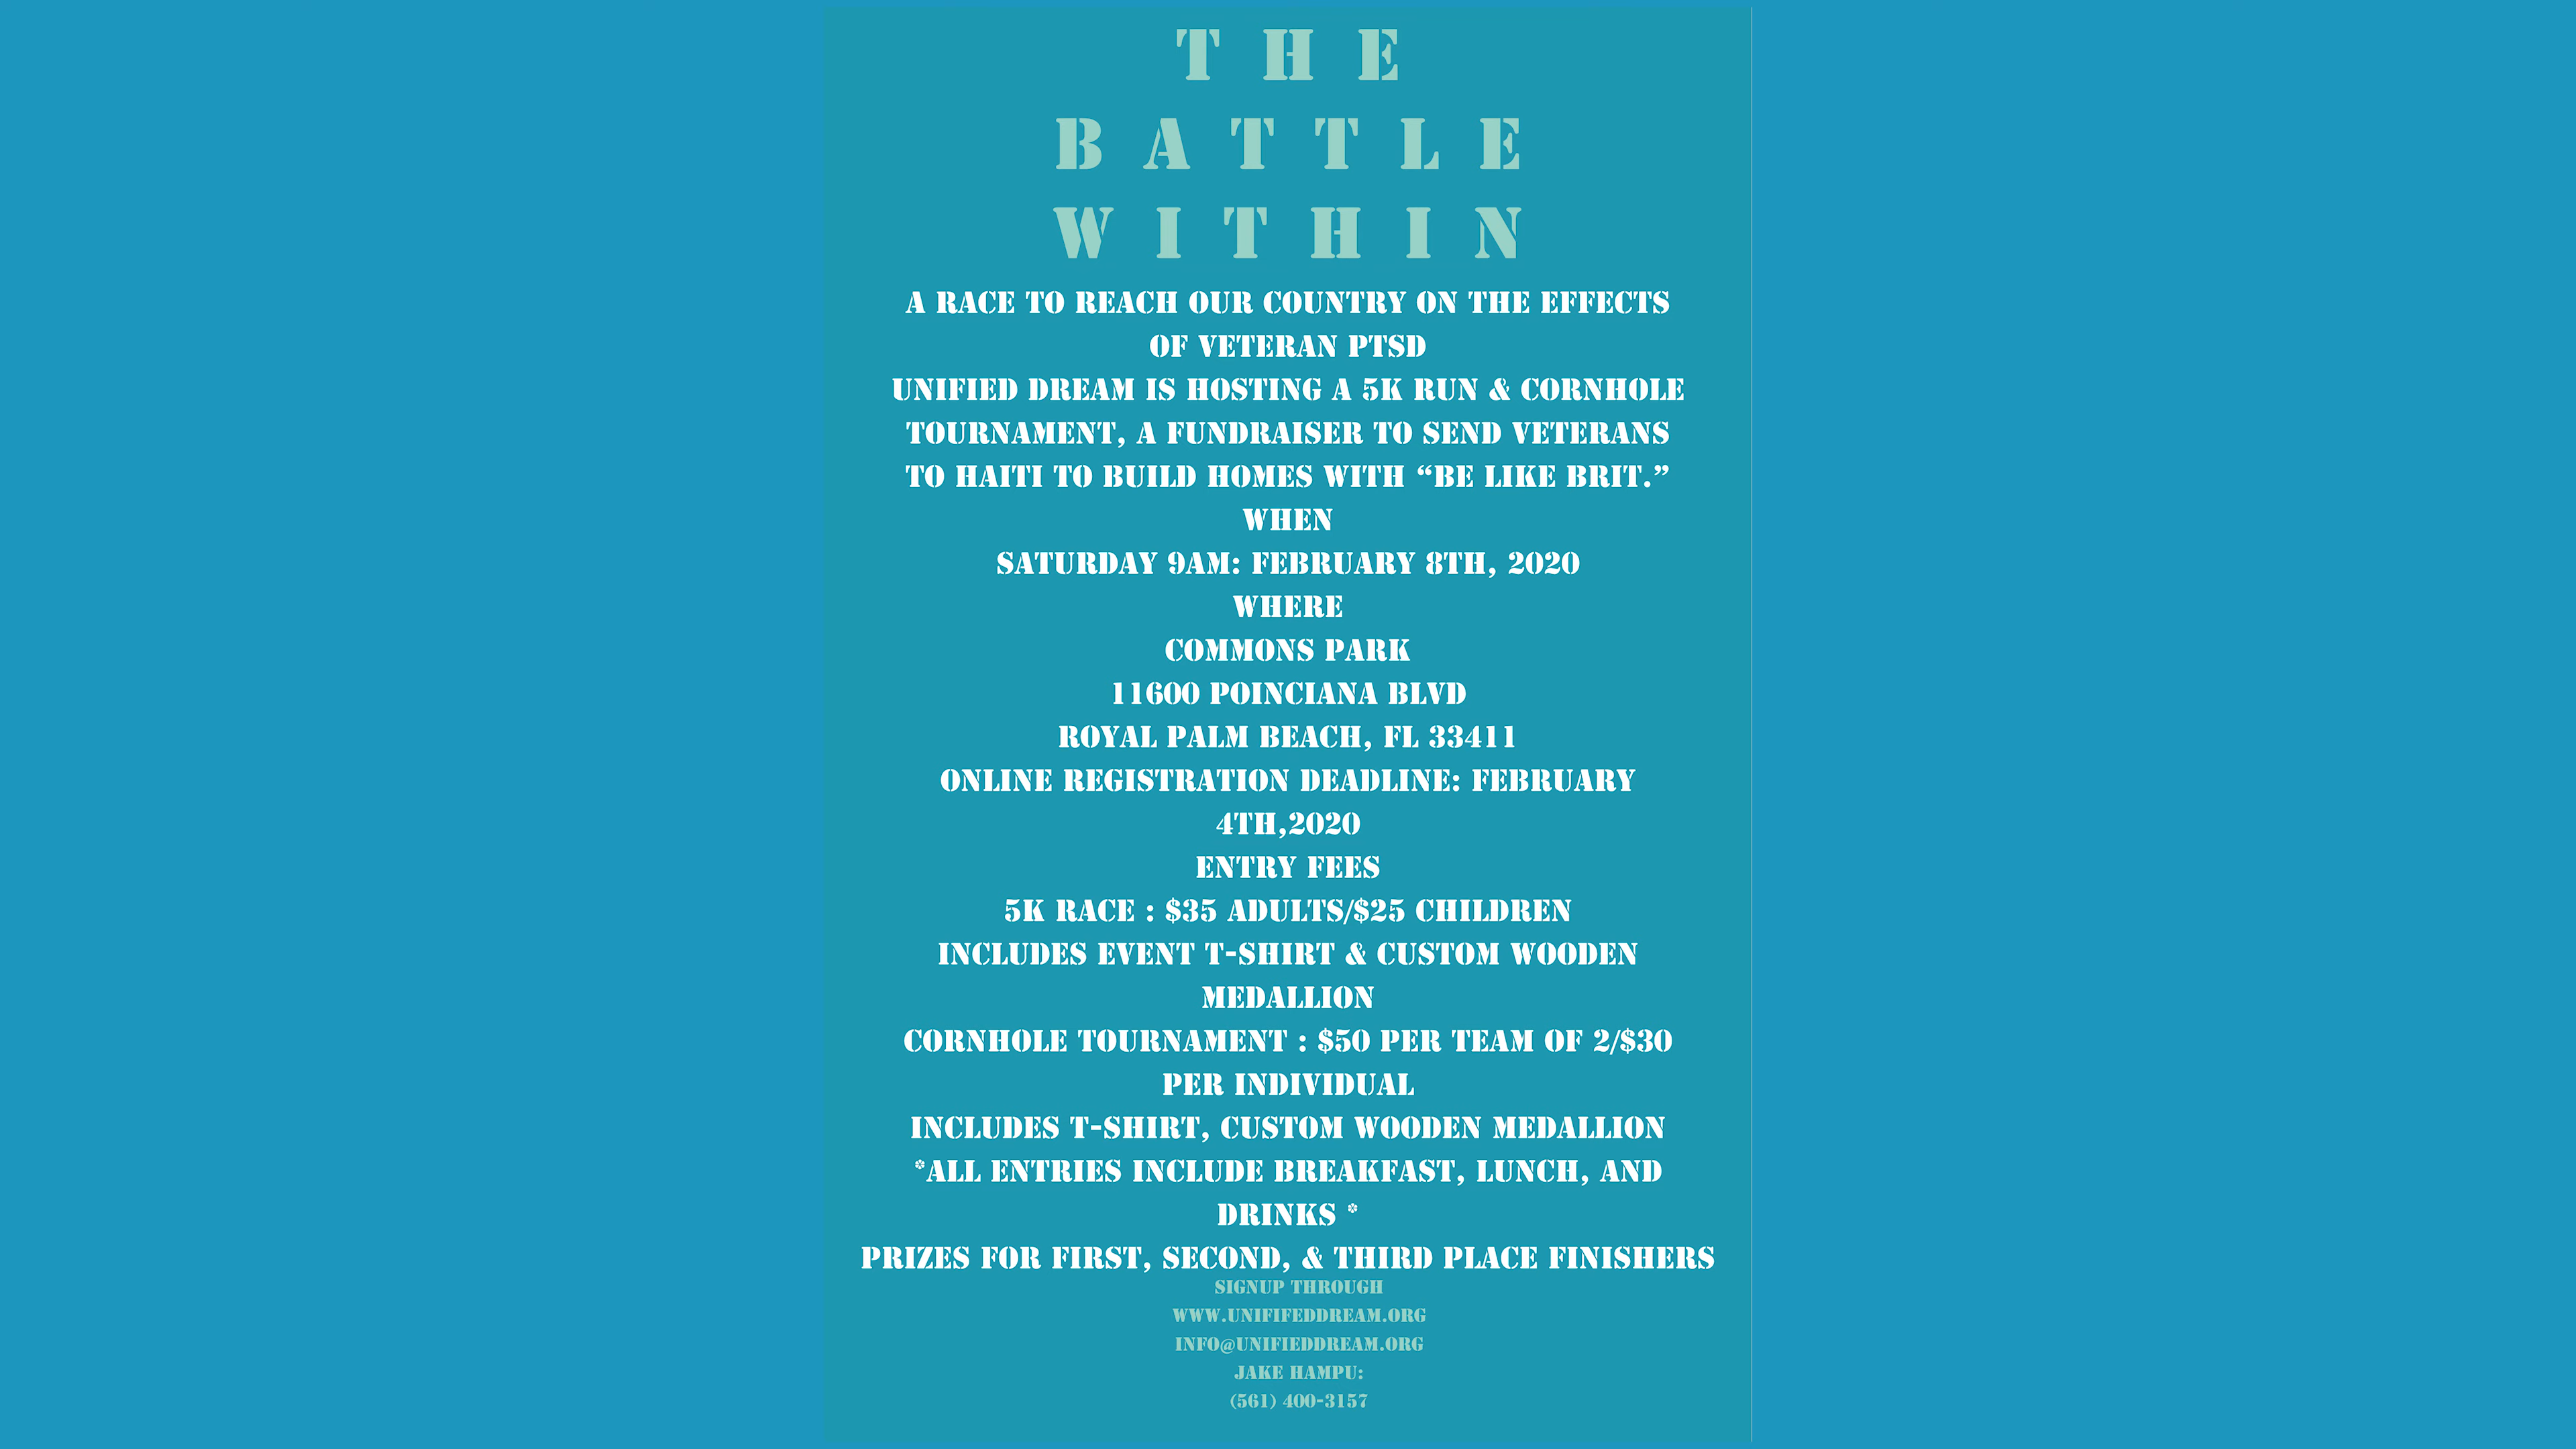 THE
BATTLE
WITHIN
A RACE TO REACH OUR COUNTRY ON THE EFFECTS
OF VETERAN PTSD
UNIFIED DREAM IS HOSTING A 5K RUN & CORNHOLE
TOURNAMENT, A FUNDRAISER TO SEND VETERANS
TO HAITI TO BUILD HOMES WITH “BE LIKE BRIT.”
WHEN
SATURDAY 9AM: FEBRUARY 8TH, 2020
WHERE
COMMONS PARK
11600 POINCIANA BLVD
ROYAL PALM BEACH, FL 33411
ONLINE REGISTRATION DEADLINE: FEBRUARY
4TH,2020
ENTRY FEES
5K RACE : $35 ADULTS/$25 CHILDREN
INCLUDES EVENT T-SHIRT & CUSTOM WOODEN
MEDALLION
CORNHOLE TOURNAMENT : $50 PER TEAM OF 2/$30
PER INDIVIDUAL
INCLUDES T-SHIRT, CUSTOM WOODEN MEDALLION
*ALL ENTRIES INCLUDE BREAKFAST, LUNCH, AND
DRINKS *
PRIZES FOR FIRST, SECOND, & THIRD PLACE FINISHERS
SIGNUP THROUGH
WWW.UNIFIFEDDREAM.ORG
INFO@UNIFIEDDREAM.ORG
JAKE HAMPU:
(561) 400-3157